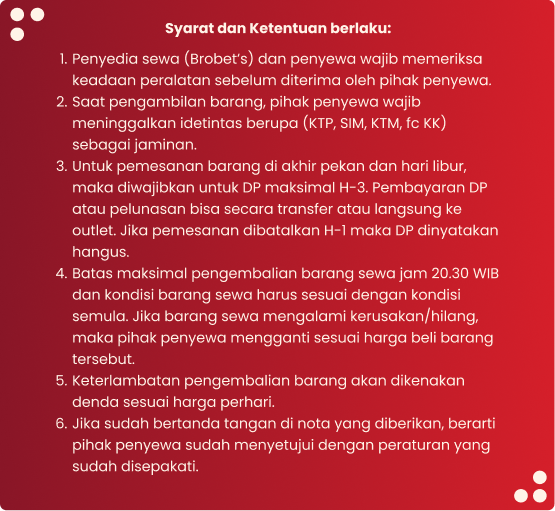 Syarat dan Ketentuan berlaku:
1. Penyedia sewa (Brobet's) dan penyewa wajib memeriksa
keadaan peralatan sebelum diterima oleh pihak penyewa.
2. Saat pengambilan barang, pihak penyewa wajib
meninggalkan idetintas berupa (KTP, SIM, KTM, fc KK)
sebagai jaminan.
3. Untuk pemesanan barang di akhir pekan dan hari libur,
maka diwajibkan untuk DP maksimal H-3. Pembayaran DP
atau pelunasan bisa secara transfer atau langsung ke
outlet. Jika pemesanan dibatalkan H-1 maka DP dinyatakan
hangus.
4. Batas maksimal pengembalian barang sewa jam 20.30 WIB
dan kondisi barang sewa harus sesuai dengan kondisi
semula. Jika barang sewa mengalami kerusakan/hilang,
maka pihak penyewa mengganti sesuai harga beli barang
tersebut.
5. Keterlambatan pengembalian barang akan dikenakan
denda sesuai harga perhari.
6. Jika sudah bertanda tangan di nota yang diberikan, berarti
pihak penyewa sudah menyetujui dengan peraturan yang
sudah disepakati.